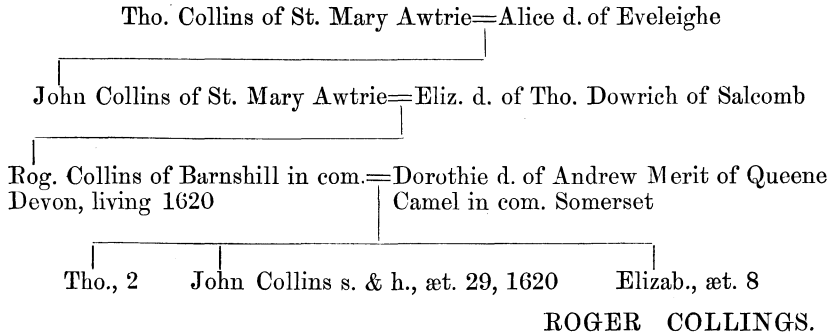 Tho. Collins of St. Mary Awtrie=Alice d. of Eveleighe
John Collins of St. Mary Awtrie=Eliz. d. of Tho. Dowrich of Salcomb
Rog. Collins of Barnshill in com.=Dorothie d. of Andrew Merit of Queene
Devon, living 1620 Camel in com. Somerset
Tho., 2 John Collins s. & h., æt. 29, 1620 Elizab., æt. 8
ROGER COLLINGS.